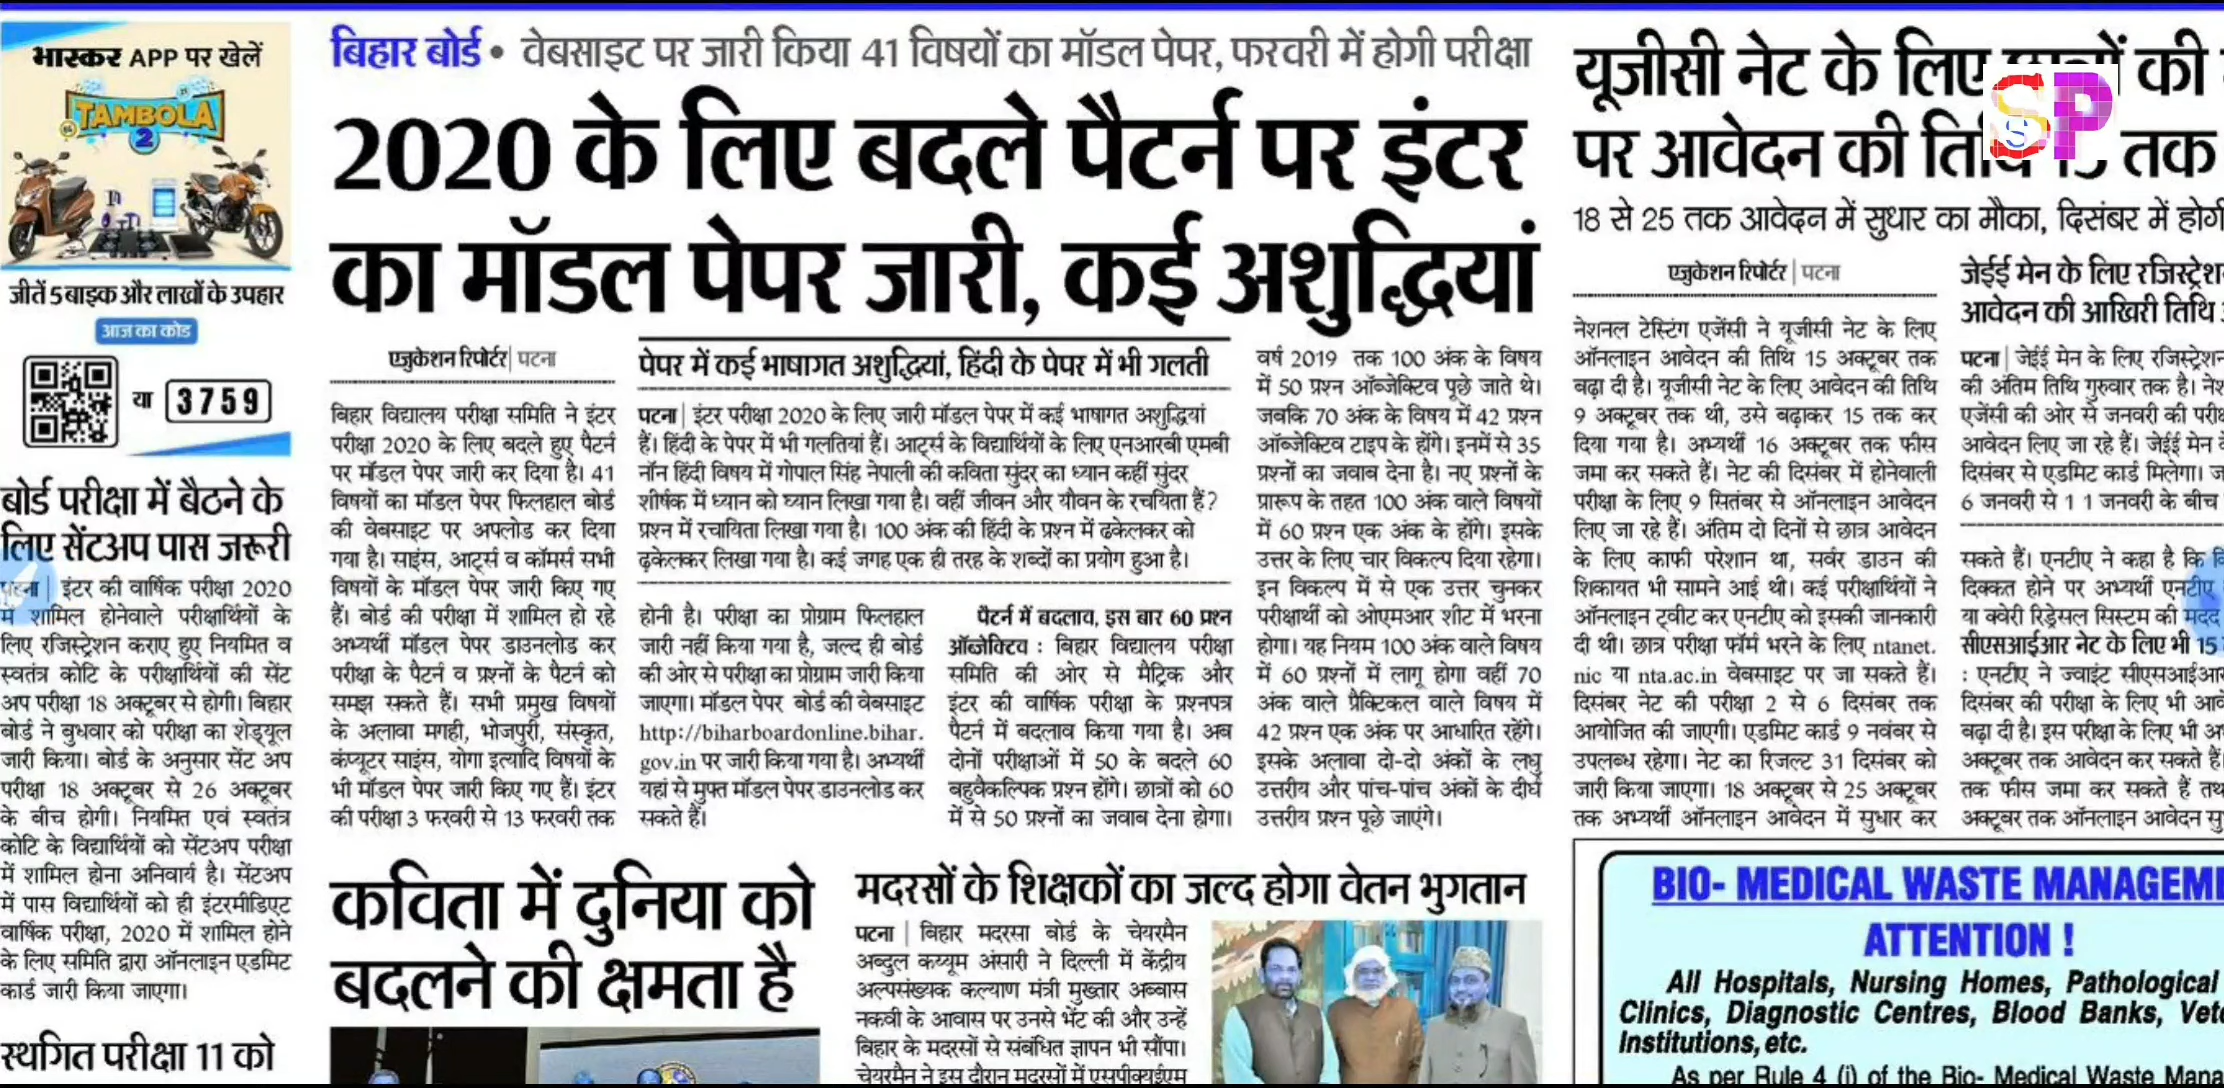 भास्कर APP पर खेलें
TAMBOLA
2
जीतें 5 बाइक और लाखों के उपहार
आज का कोड
या 3759
बोर्ड परीक्षा में बैठने के
लिए सेंटअप पास जरूरी
पटना | इंटर की वार्षिक परीक्षा 2020
में शामिल होनेवाले परीक्षार्थियों के
लिए रजिस्ट्रेशन कराए हुए नियमित व
स्वतंत्र कोटि के परीक्षार्थियों की सेंट
अप परीक्षा 18 अक्टूबर से होगी। बिहार
बोर्ड ने बुधवार को परीक्षा का शेड्यूल
जारी किया। बोर्ड के अनुसार सेंट अप
परीक्षा 18 अक्टूबर से 26 अक्टूबर
के बीच होगी। नियमित एवं स्वतंत्र
कोटि के विद्यार्थियों को सेंटअप परीक्षा
में शामिल होना अनिवार्य है। सेंटअप
में पास विद्यार्थियों को ही इंटरमीडिएट
वार्षिक परीक्षा, 2020 में शामिल होने
के लिए समिति द्वारा ऑनलाइन एडमिट
कार्ड जारी किया जाएगा।
स्थगित परीक्षा 11 को
बिहार बोर्ड • वेबसाइट पर जारी किया 41 विषयों का मॉडल पेपर, फरवरी में होगी परीक्षा
2020 के लिए बदले पैटर्न पर इंटर
का मॉडल पेपर जारी, कई अशुद्धियां
एजुकेशन रिपोर्टर | पटना
बिहार विद्यालय परीक्षा समिति ने इंटर
परीक्षा 2020 के लिए बदले हुए पैटर्न
पर मॉडल पेपर जारी कर दिया है। 41
विषयों का मॉडल पेपर फिलहाल बोर्ड
की वेबसाइट पर अपलोड कर दिया
गया है। साइंस, आर्ट्स व कॉमर्स सभी
विषयों के मॉडल पेपर जारी किए गए
हैं। बोर्ड की परीक्षा में शामिल हो रहे
अभ्यर्थी मॉडल पेपर डाउनलोड कर
परीक्षा के पैटर्न व प्रश्नों के पैटर्न को
समझ सकते हैं। सभी प्रमुख विषयों
के अलावा मगही, भोजपुरी, संस्कृत,
कंप्यूटर साइंस, योगा इत्यादि विषयों के
भी मॉडल पेपर जारी किए गए हैं। इंटर
की परीक्षा 3 फरवरी से 13 फरवरी तक
पेपर में कई भाषागत अशुद्धियां, हिंदी के पेपर में भी गलती
पटना | इंटर परीक्षा 2020 के लिए जारी मॉडल पेपर में कई भाषागत अशुद्धियां
हैं। हिंदी के पेपर में भी गलतियां हैं। आर्ट्स के विद्यार्थियों के लिए एनआरबी एमबी
नॉन हिंदी विषय में गोपाल सिंह नेपाली की कविता सुंदर का ध्यान कहीं सुंदर
शीर्षक में ध्यान को घ्यान लिखा गया है। वहीं जीवन और यौवन के रचयिता हैं?
प्रश्न में रचायिता लिखा गया है। 100 अंक की हिंदी के प्रश्न में ढकेलकर को
ढ़केलकर लिखा गया है। कई जगह एक ही तरह के शब्दों का प्रयोग हुआ है।
होनी है। परीक्षा का प्रोग्राम फिलहाल
जारी नहीं किया गया है, जल्द ही बोर्ड
की ओर से परीक्षा का प्रोग्राम जारी किया
जाएगा। मॉडल पेपर बोर्ड की वेबसाइट
http://biharboardonline.bihar.
gov.in पर जारी किया गया है। अभ्यर्थी
यहां से मुफ्त मॉडल पेपर डाउनलोड कर
सकते हैं।
पैटर्न में बदलाव, इस बार 60 प्रश्न
ऑब्जेक्टिव : बिहार विद्यालय परीक्षा
समिति की ओर से मैट्रिक और
इंटर की वार्षिक परीक्षा के प्रश्नपत्र
पैटर्न में बदलाव किया गया है। अब
दोनों परीक्षाओं में 50 के बदले 60
बहुवैकल्पिक प्रश्न होंगे। छात्रों को 60
में से 50 प्रश्नों का जवाब देना होगा।
वर्ष 2019 तक 100 अंक के विषय
में 50 प्रश्न ऑब्जेक्टिव पूछे जाते थे।
जबकि 70 अंक के विषय में 42 प्रश्न
ऑब्जेक्टिव टाइप के होंगे। इनमें से 35
प्रश्नों का जवाब देना है। नए प्रश्नों के
प्रारूप के तहत 100 अंक वाले विषयों
में 60 प्रश्न एक अंक के होंगे। इसके
उत्तर के लिए चार विकल्प दिया रहेगा।
इन विकल्प में से एक उत्तर चुनकर
परीक्षार्थी को ओएमआर शीट में भरना
होगा। यह नियम 100 अंक वाले विषय
में 60 प्रश्नों में लागू होगा वहीं 70
अंक वाले प्रैक्टिकल वाले विषय में
42 प्रश्न एक अंक पर आधारित रहेंगे।
इसके अलावा दो-दो अंकों के लघु
उत्तरीय और पांच-पांच अंकों के दीर्घ
उत्तरीय प्रश्न पूछे जाएंगे।
कविता में दुनिया को
बदलने की क्षमता है
मदरसों के शिक्षकों का जल्द होगा वेतन भुगतान
पटना | बिहार मदरसा बोर्ड के चेयरमैन
अब्दुल कय्यूम अंसारी ने दिल्ली में केंद्रीय
अल्पसंख्यक कल्याण मंत्री मुख्तार अब्बास
नकवी के आवास पर उनसे भेंट की और उन्हें
बिहार के मदरसों से संबंधित ज्ञापन भी सौंपा।
चेयरमैन ने इस दौरान मदरसों में एसपीक्यूईएम
यूजीसी नेट के लिए की
पर आवेदन की तिथि 15 तक
SP
18 से 25 तक आवेदन में सुधार का मौका, दिसंबर में होगी
एजुकेशन रिपोर्टर | पटना
नेशनल टेस्टिंग एजेंसी ने यूजीसी नेट के लिए
ऑनलाइन आवेदन की तिथि 15 अक्टूबर तक
बढ़ा दी है। यूजीसी नेट के लिए आवेदन की तिथि
9 अक्टूबर तक थी, उसे बढ़ाकर 15 तक कर
दिया गया है। अभ्यर्थी 16 अक्टूबर तक फीस
जमा कर सकते हैं। नेट की दिसंबर में होनेवाली
परीक्षा के लिए 9 सितंबर से ऑनलाइन आवेदन
लिए जा रहे हैं। अंतिम दो दिनों से छात्र आवेदन
के लिए काफी परेशान था, सर्वर डाउन की
शिकायत भी सामने आई थी। कई परीक्षार्थियों ने
ऑनलाइन ट्वीट कर एनटीए को इसकी जानकारी
दी थी। छात्र परीक्षा फॉर्म भरने के लिए ntanet.
nic या nta.ac.in वेबसाइट पर जा सकते हैं।
दिसंबर नेट की परीक्षा 2 से 6 दिसंबर तक
आयोजित की जाएगी। एडमिट कार्ड 9 नवंबर से
उपलब्ध रहेगा। नेट का रिजल्ट 31 दिसंबर को
जारी किया जाएगा। 18 अक्टूबर से 25 अक्टूबर
तक अभ्यर्थी ऑनलाइन आवेदन में सुधार कर
जेईई मेन के लिए रजिस्ट्रेश
आवेदन की आखिरी तिथि
पटना | जेईई मेन के लिए रजिस्ट्रेशन
की अंतिम तिथि गुरुवार तक है। नेश
एजेंसी की ओर से जनवरी की परीक्ष
आवेदन लिए जा रहे हैं। जेईई मेन के
दिसंबर से एडमिट कार्ड मिलेगा। ज
6 जनवरी से 11 जनवरी के बीच
सकते हैं। एनटीए ने कहा है कि
दिक्कत होने पर अभ्यर्थी एनटीए
या क्वेरी रिड्रेसल सिस्टम की मदद
सीएसआईआर नेट के लिए भी 15
: एनटीए ने ज्वाइंट सीएसआईआर
दिसंबर की परीक्षा के लिए भी आवे
बढ़ा दी है। इस परीक्षा के लिए भी अ
अक्टूबर तक आवेदन कर सकते हैं।
तक फीस जमा कर सकते हैं तथ
अक्टूबर तक ऑनलाइन आवेदन सु
BIO- MEDICAL WASTE MANAGEM
ATTENTION !
All Hospitals, Nursing Homes, Pathological
Clinics, Diagnostic Centres, Blood Banks, Vete
Institutions, etc.
As per Rule 4 (i) of the Bio- Medical Waste Mana